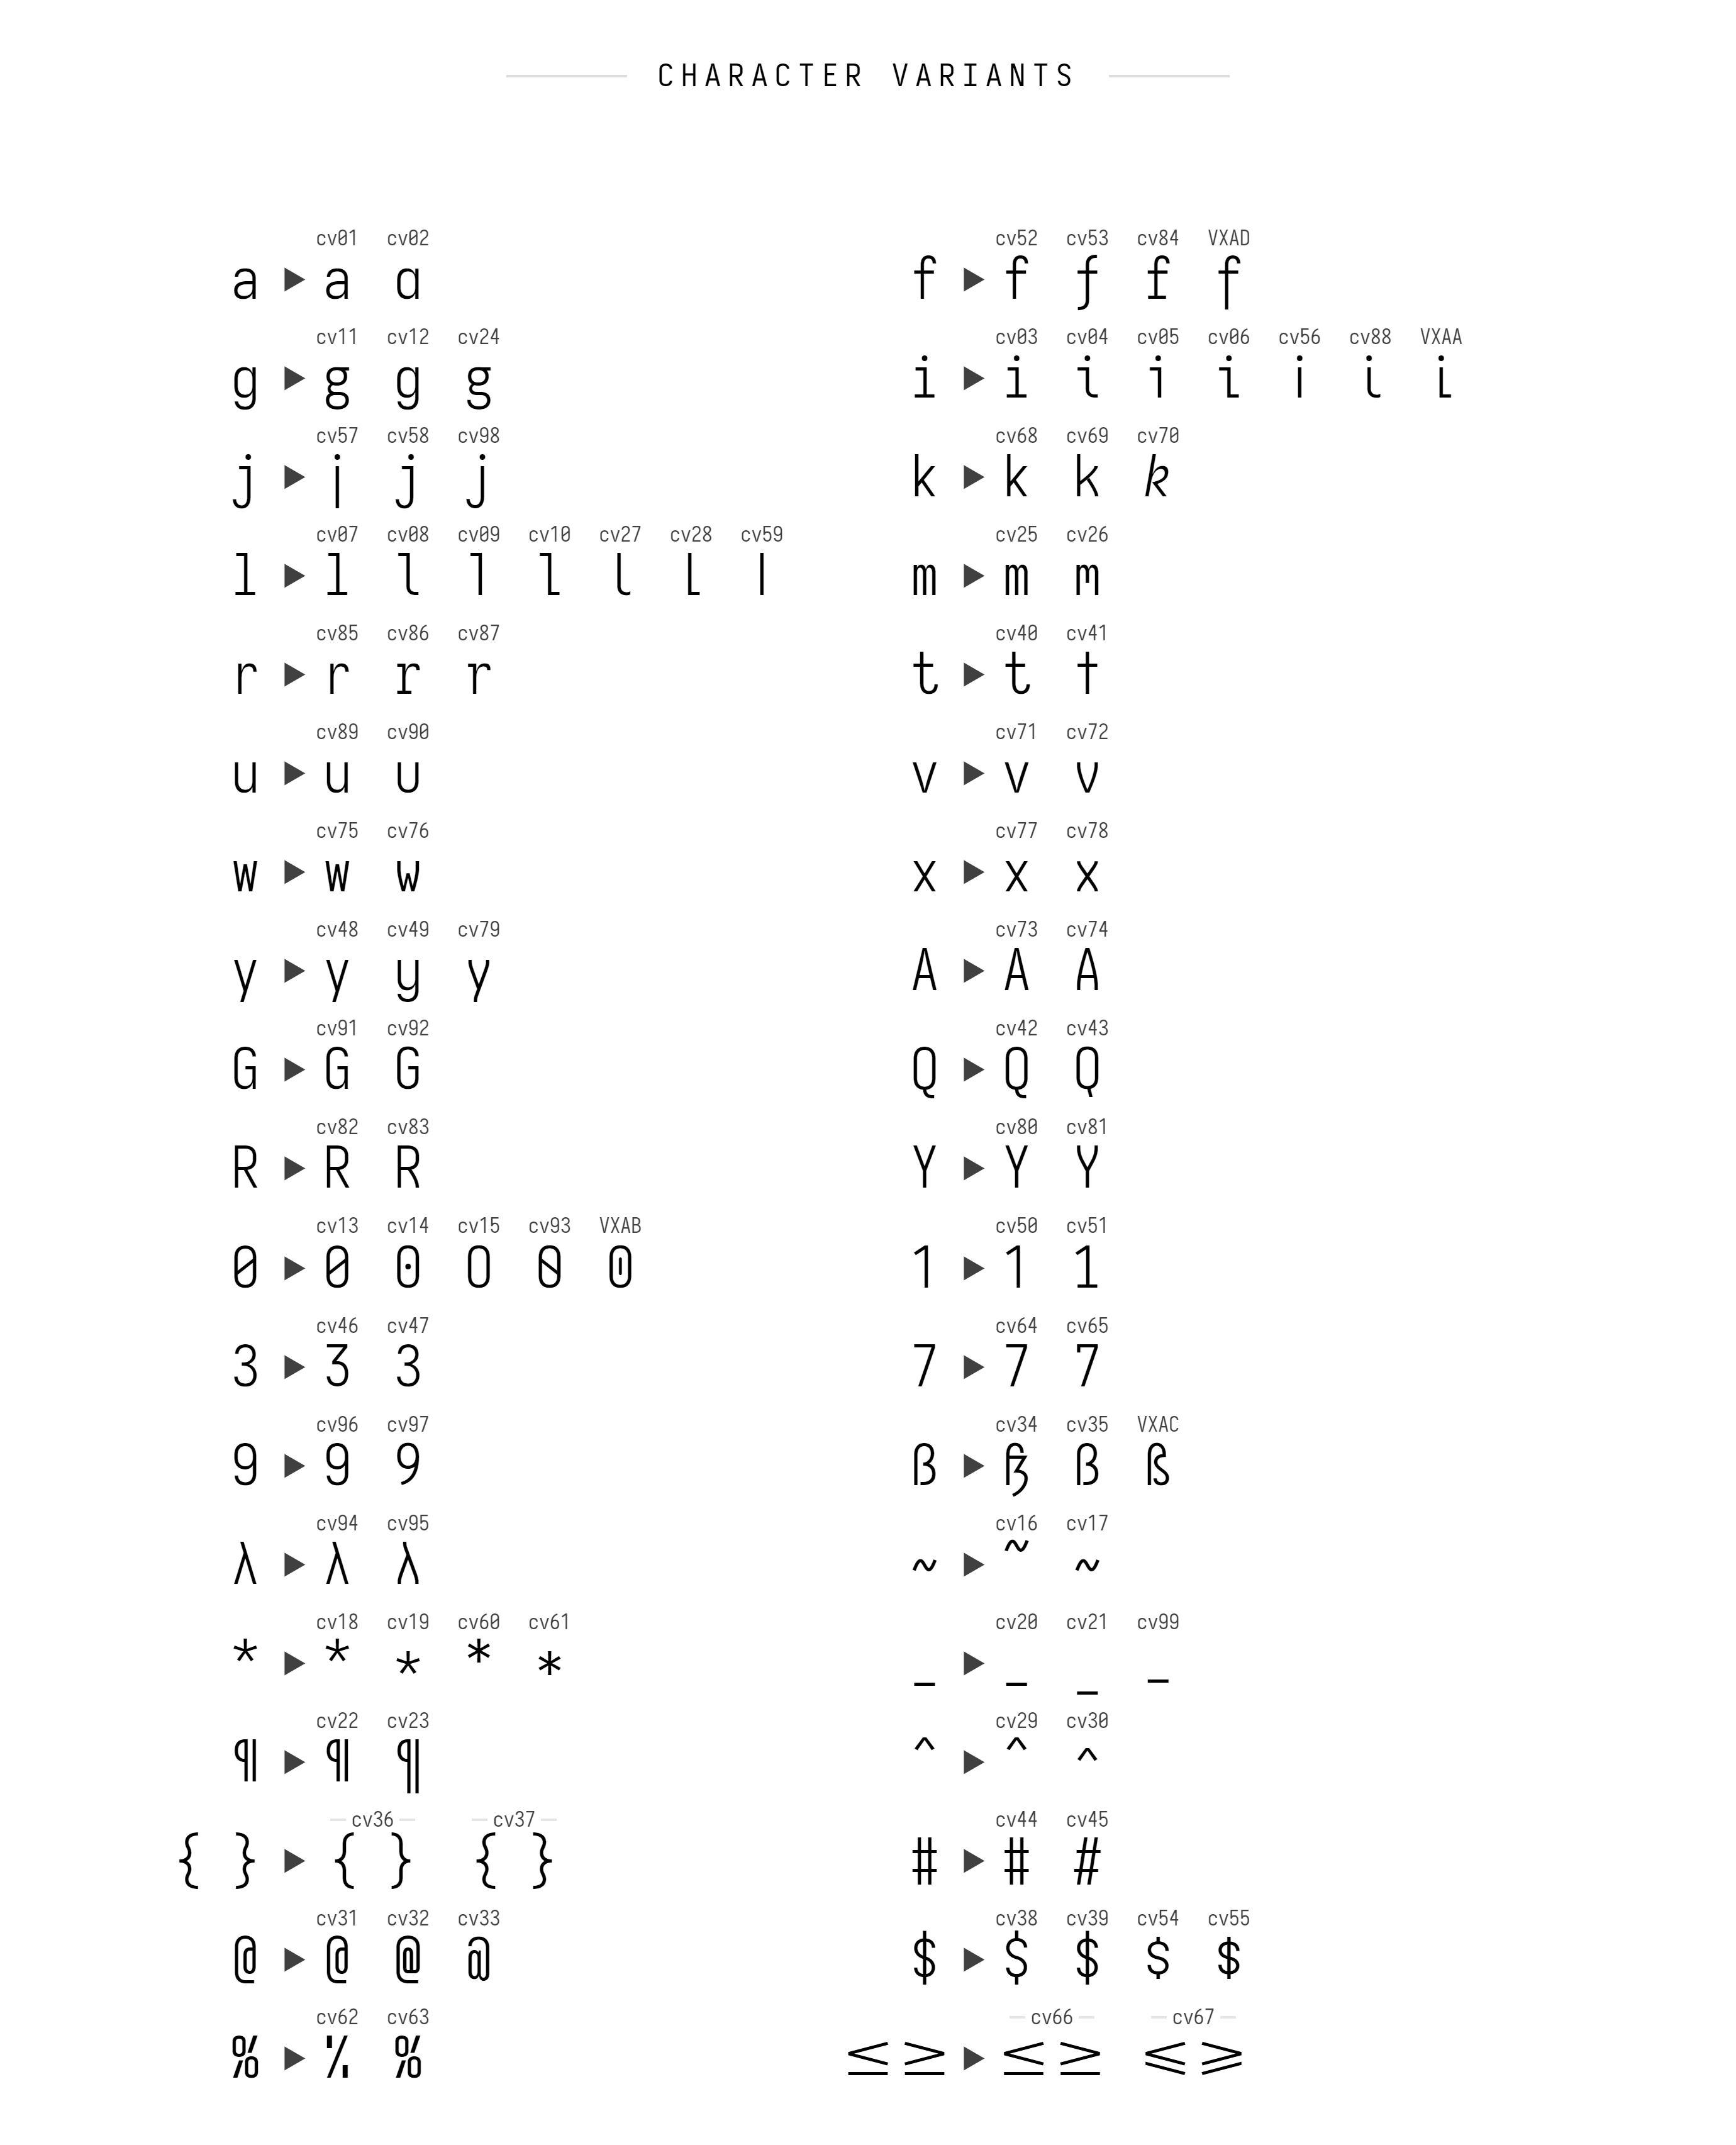 CHARACTER VARIANTS
cv01 cv02
a ▶ a ɑ
cv11 cv12 cv24
g ▶ g g g
cv57 cv58 cv98
j ▶ j j j
cv07 cv08 cv09 cv10 cv27 cv28 cv59
l ▶ l l l l l l l
cv85 cv86 cv87
r ▶ r r r
cv89 cv90
u ▶ u u
cv75 cv76
w ▶ w w
cv48 cv49 cv79
y ▶ y y y
cv91 cv92
G ▶ G G
cv82 cv83
R ▶ R R
cv13 cv14 cv15 cv93 VXAB
0 ▶ 0 0 0 0 0
cv46 cv47
3 ▶ 3 3
cv96 cv97
9 ▶ 9 9
cv94 cv95
λ ▶ λ λ
cv18 cv19 cv60 cv61
* ▶ * * * *
cv22 cv23
¶ ▶ ¶ ¶
cv36 cv37
{ } ▶ { } { }
cv31 cv32 cv33
@ ▶ @ @ @
cv62 cv63
% ▶ % %
cv52 cv53 cv84 VXAD
f ▶ f f f f
cv03 cv04 cv05 cv06 cv56 cv88 VXAA
i ▶ i i i i i i i
cv68 cv69 cv70
k ▶ k k k
cv25 cv26
m ▶ m m
cv40 cv41
t ▶ t t
cv71 cv72
v ▶ v v
cv77 cv78
x ▶ x x
cv73 cv74
A ▶ A A
cv42 cv43
Q ▶ Q Q
cv80 cv81
Y ▶ Y Y
cv50 cv51
1 ▶ 1 1
cv64 cv65
7 ▶ 7 7
cv34 cv35 VXAC
ß ▶ ß ß ß
cv16 cv17
~ ▶ ~ ~
cv20 cv21 cv99
_ ▶ _ _ _
cv29 cv30
^ ▶ ^ ^
cv44 cv45
# ▶ # #
cv38 cv39 cv54 cv55
$ ▶ $ $ $ $
cv66 cv67
≤ ≥ ▶ ≤ ≥ ⩽ ⩾